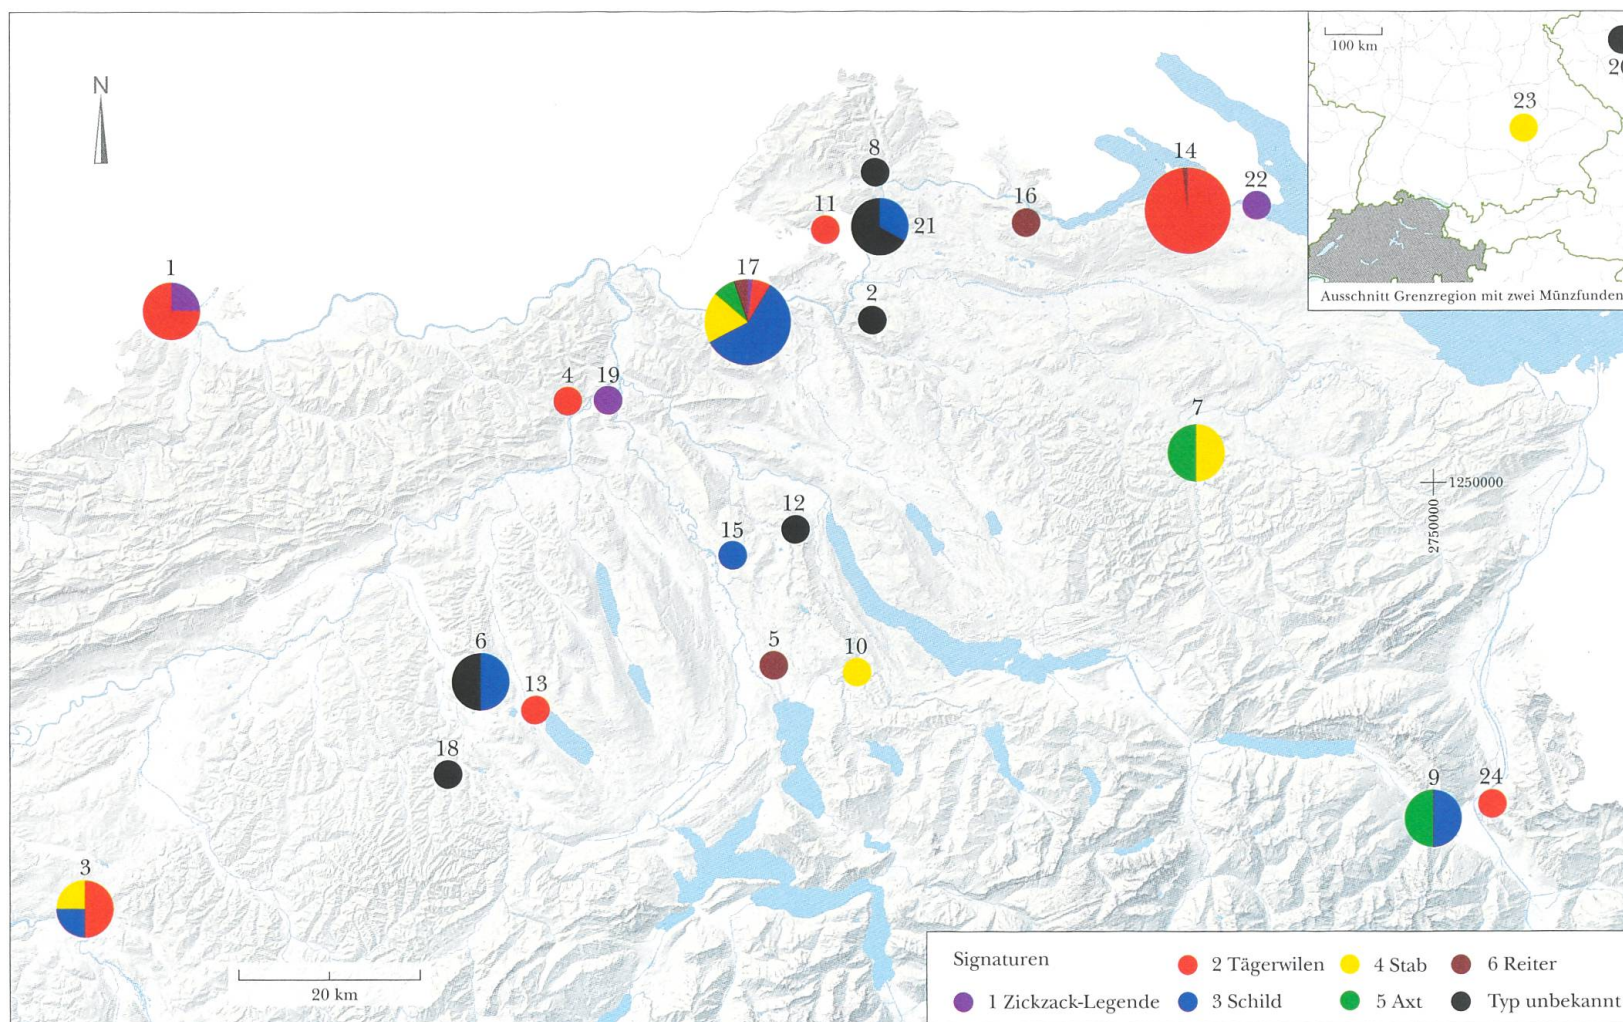 N
100 km
23
Ausschnitt Grenzregion mit zwei Münzfunden
8
14
11
16
22
21
1
17
2
4
19
7
1250000
2750000
12
15
6
13
5
10
18
9
24
3
20 km
Signaturen
2 Tägerwilen
4 Stab
6 Reiter
1 Zickzack-Legende
3 Schild
5 Axt
Typ unbekannt